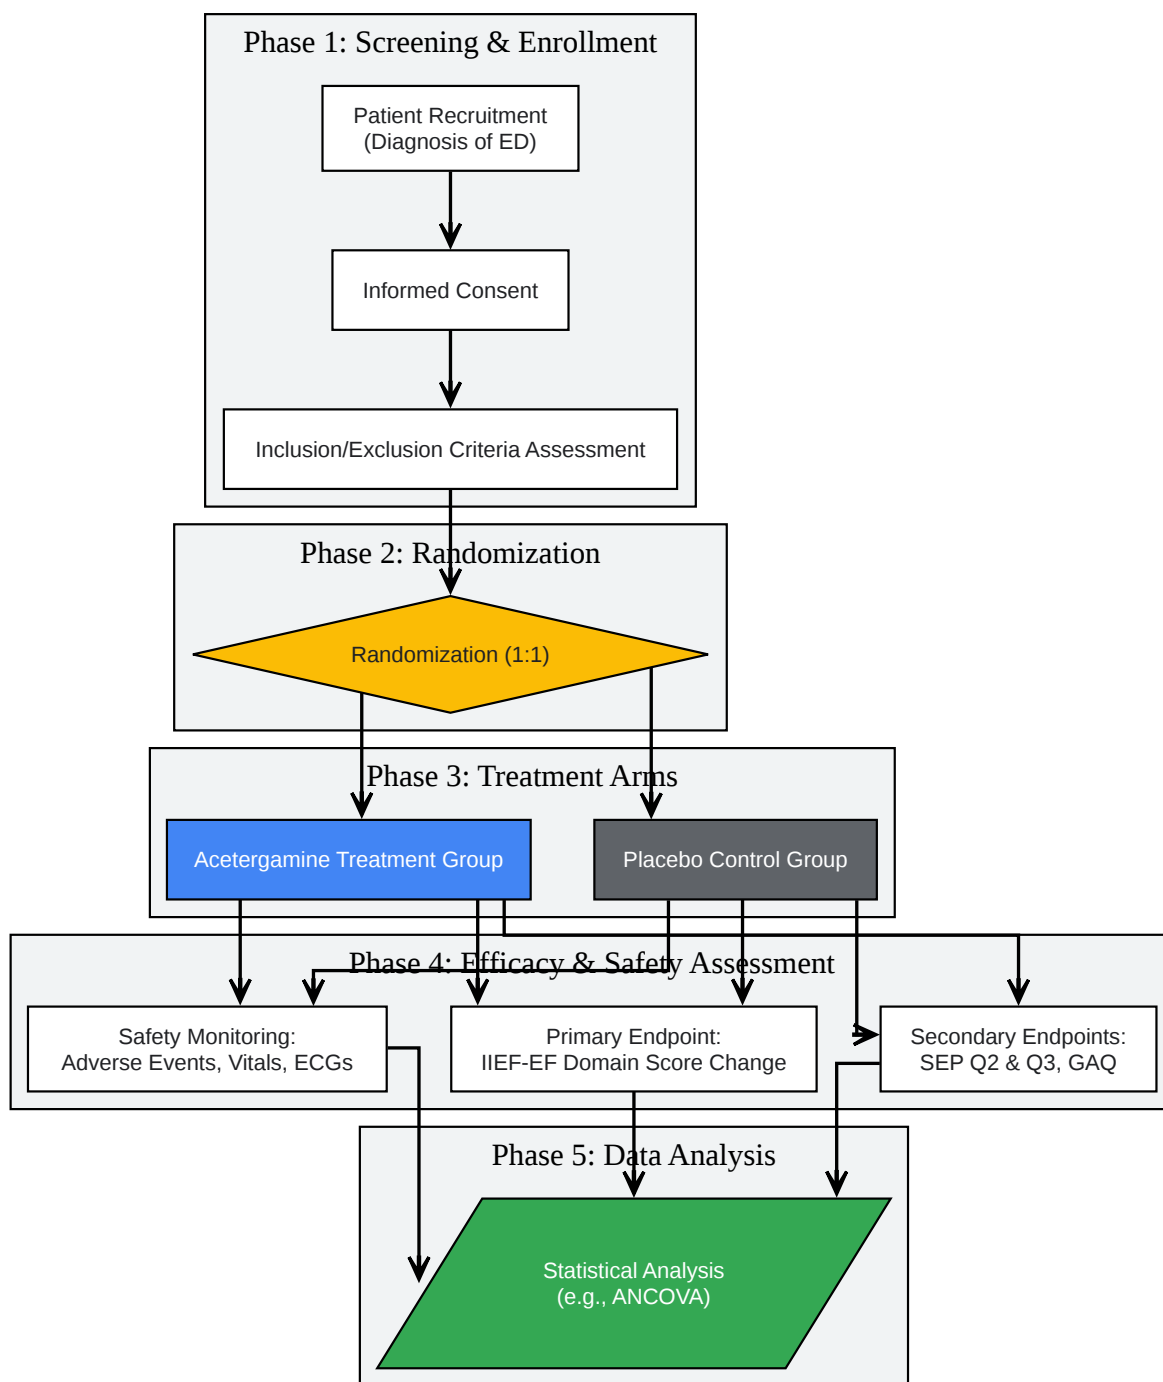 Phase 1: Screening & Enrollment
Patient Recruitment
(Diagnosis of ED)
Informed Consent
Inclusion/Exclusion Criteria Assessment
Phase 2: Randomization
Randomization (1:1)
Phase 3: Treatment Arms
Acetergamine Treatment Group
Placebo Control Group
Phase 4: Efficacy & Safety Assessment
Safety Monitoring:
Adverse Events, Vitals, ECGs
Primary Endpoint:
IIEF-EF Domain Score Change
Secondary Endpoints:
SEP Q2 & Q3, GAQ
Phase 5: Data Analysis
Statistical Analysis
(e.g., ANCOVA)